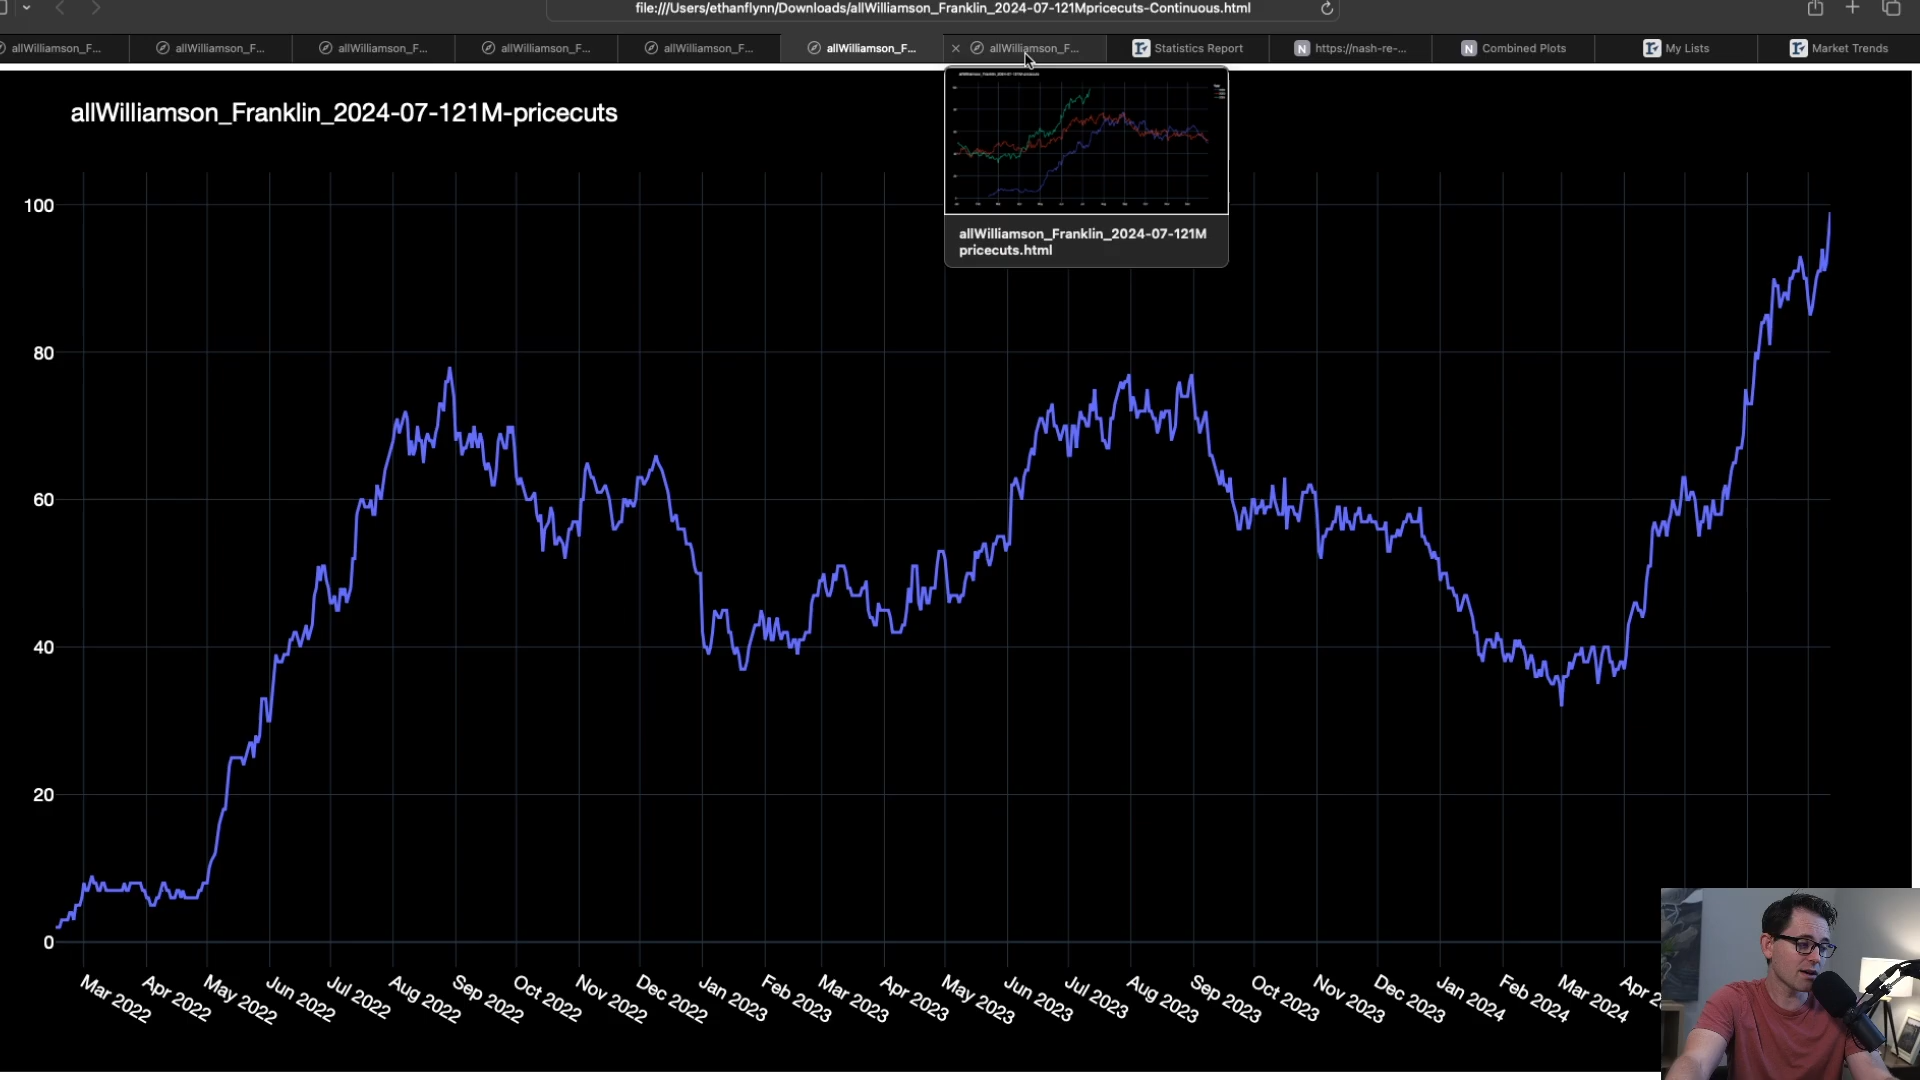 file:///Users/ethanflynn/Downloads/allWilliamson_Franklin_2024-07-121Mpricecuts-Continuous.html
allWilliamson_F...
allWilliamson_F...
allWilliamson_F...
allWilliamson_F...
allWilliamson_F...
allWilliamson_F...
allWilliamson_F...
Statistics Report
https://nash-re-...
Combined Plots
My Lists
Market Trends
allWilliamson_Franklin_2024-07-121M-pricecuts
allWilliamson_Franklin_2024-07-121M
pricecuts.html
100
80
60
40
20
0
Mar 2022
Apr 2022
May 2022
Jun 2022
Jul 2022
Aug 2022
Sep 2022
Oct 2022
Nov 2022
Dec 2022
Jan 2023
Feb 2023
Mar 2023
Apr 2023
May 2023
Jun 2023
Jul 2023
Aug 2023
Sep 2023
Oct 2023
Nov 2023
Dec 2023
Jan 2024
Feb 2024
Mar 2024
Apr 2